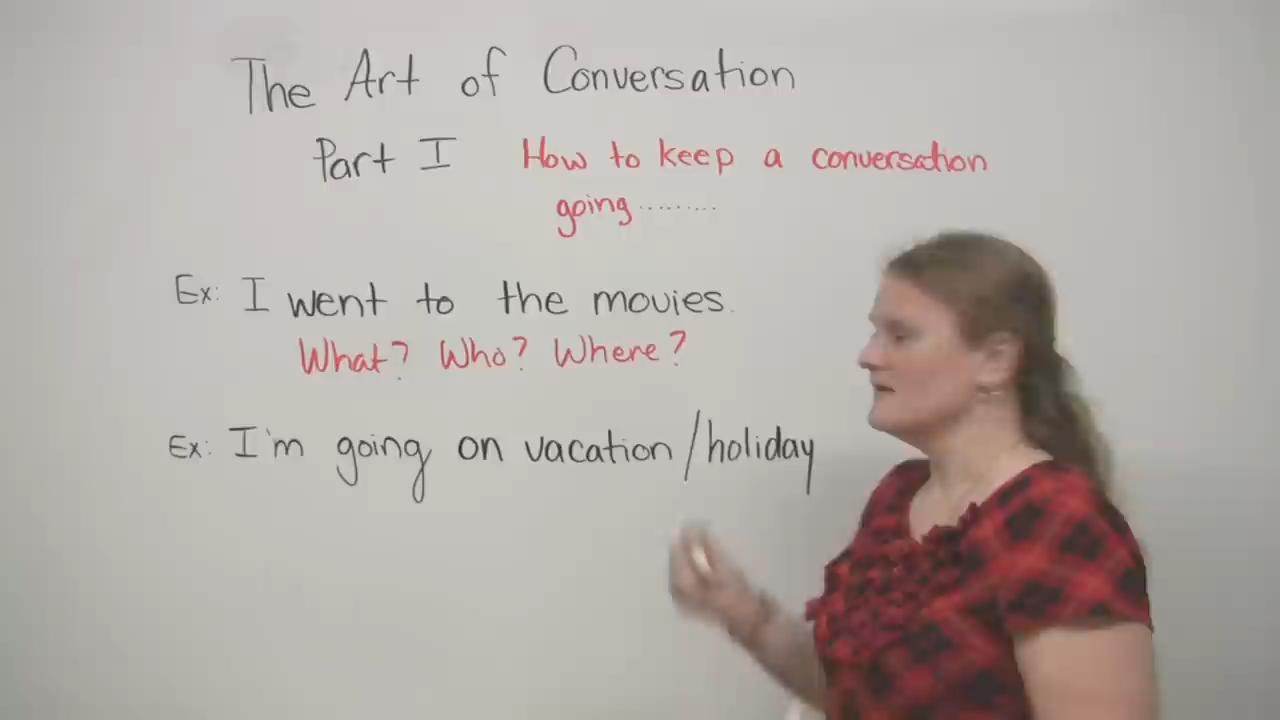 The Art of Conversation
Part I How to keep a conversation
going.........
Ex: I went to the movies.
What? Who? Where?
Ex: I'm going on vacation/holiday